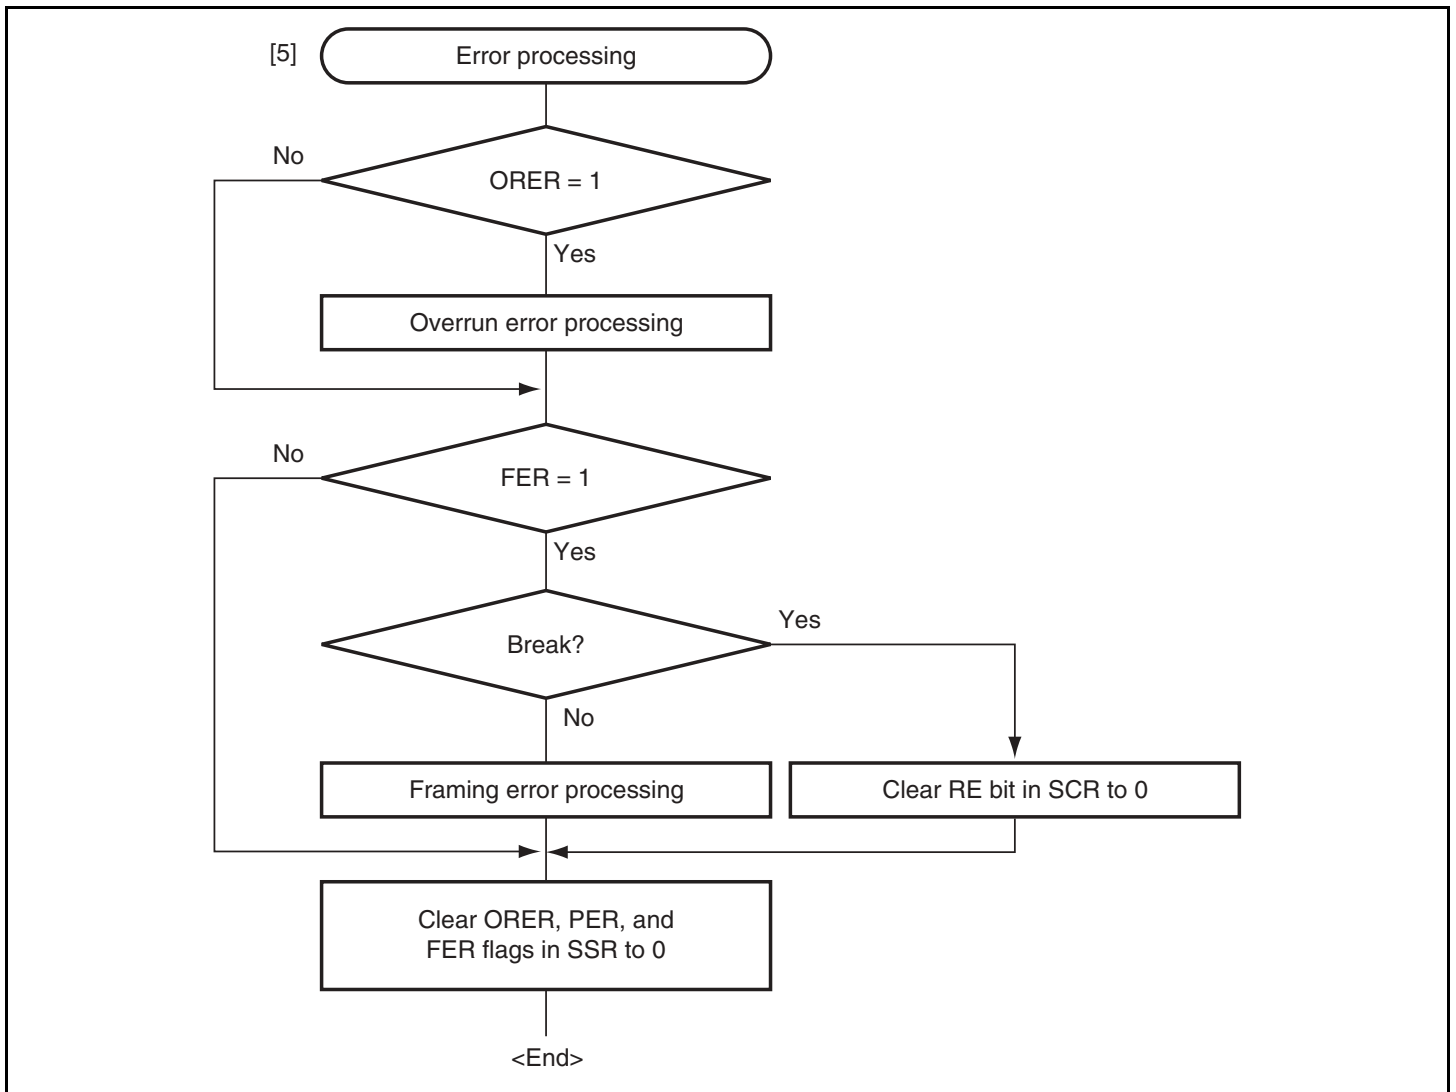 [5] Error processing
No
ORER = 1
Yes
Overrun error processing
No
FER = 1
Yes
Break?
Yes
No
Framing error processing
Clear RE bit in SCR to 0
Clear ORER, PER, and
FER flags in SSR to 0
<End>